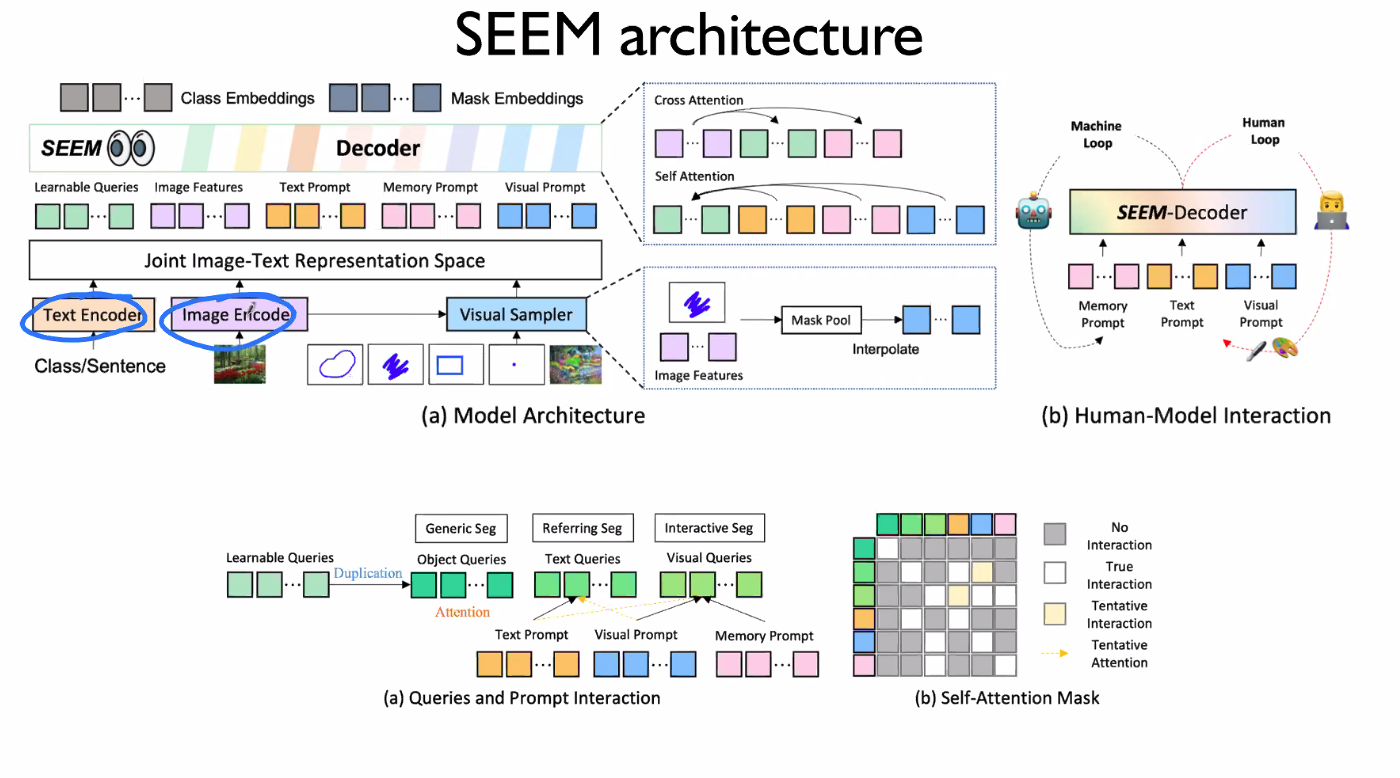 SEEM architecture
Class Embeddings
Mask Embeddings
SEEM
Decoder
Learnable Queries
Image Features
Text Prompt
Memory Prompt
Visual Prompt
Joint Image-Text Representation Space
Text Encoder
Image Encode
Visual Sampler
Class/Sentence
Cross Attention
Self Attention
Mask Pool
Interpolate
Image Features
(a) Model Architecture
Machine
Loop
Human
Loop
SEEM-Decoder
Memory
Prompt
Text
Prompt
Visual
Prompt
(b) Human-Model Interaction
Generic Seg
Referring Seg
Interactive Seg
Learnable Queries
Duplication
Object Queries
Text Queries
Visual Queries
Attention
Text Prompt
Visual Prompt
Memory Prompt
(a) Queries and Prompt Interaction
No
Interaction
True
Interaction
Tentative
Interaction
Tentative
Attention
(b) Self-Attention Mask